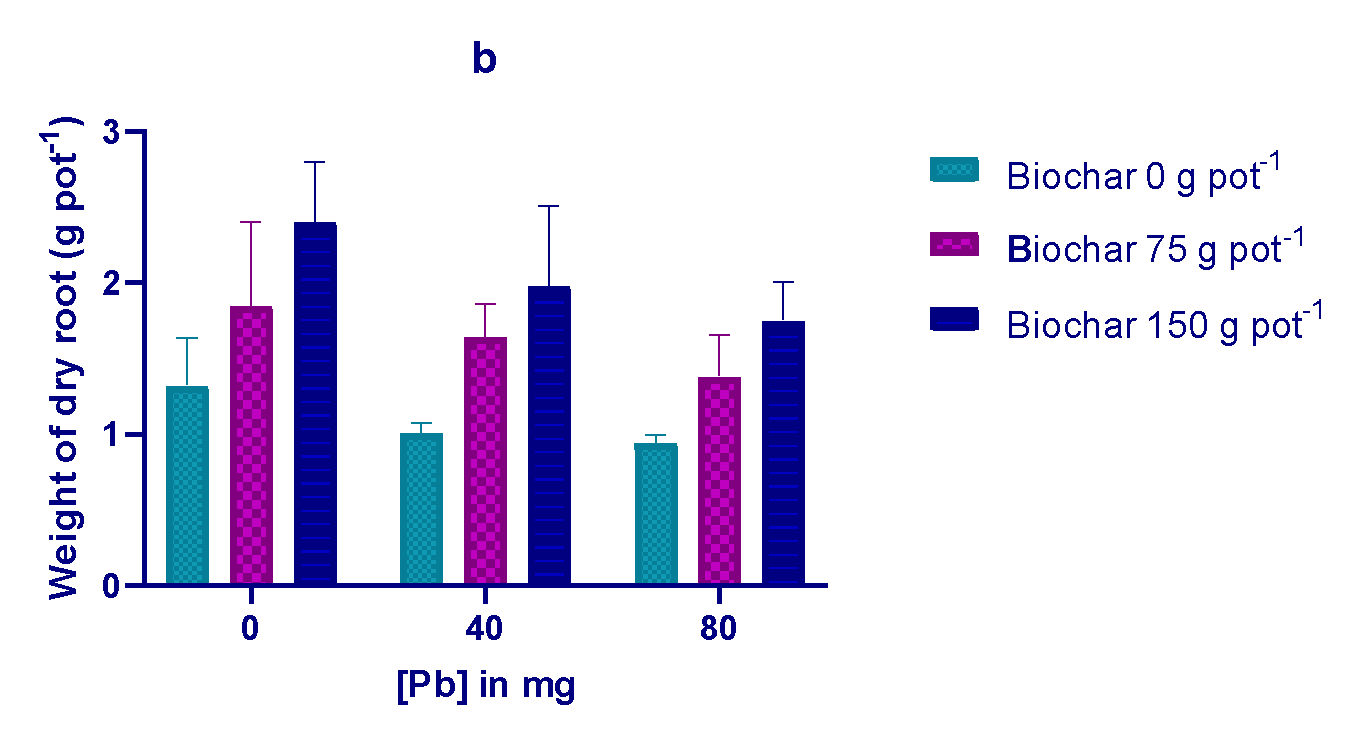 b
Weight of dry root (g pot⁻¹)
3
2
1
0
0 40 80
[Pb] in mg
Biochar 0 g pot⁻¹
Biochar 75 g pot⁻¹
Biochar 150 g pot⁻¹